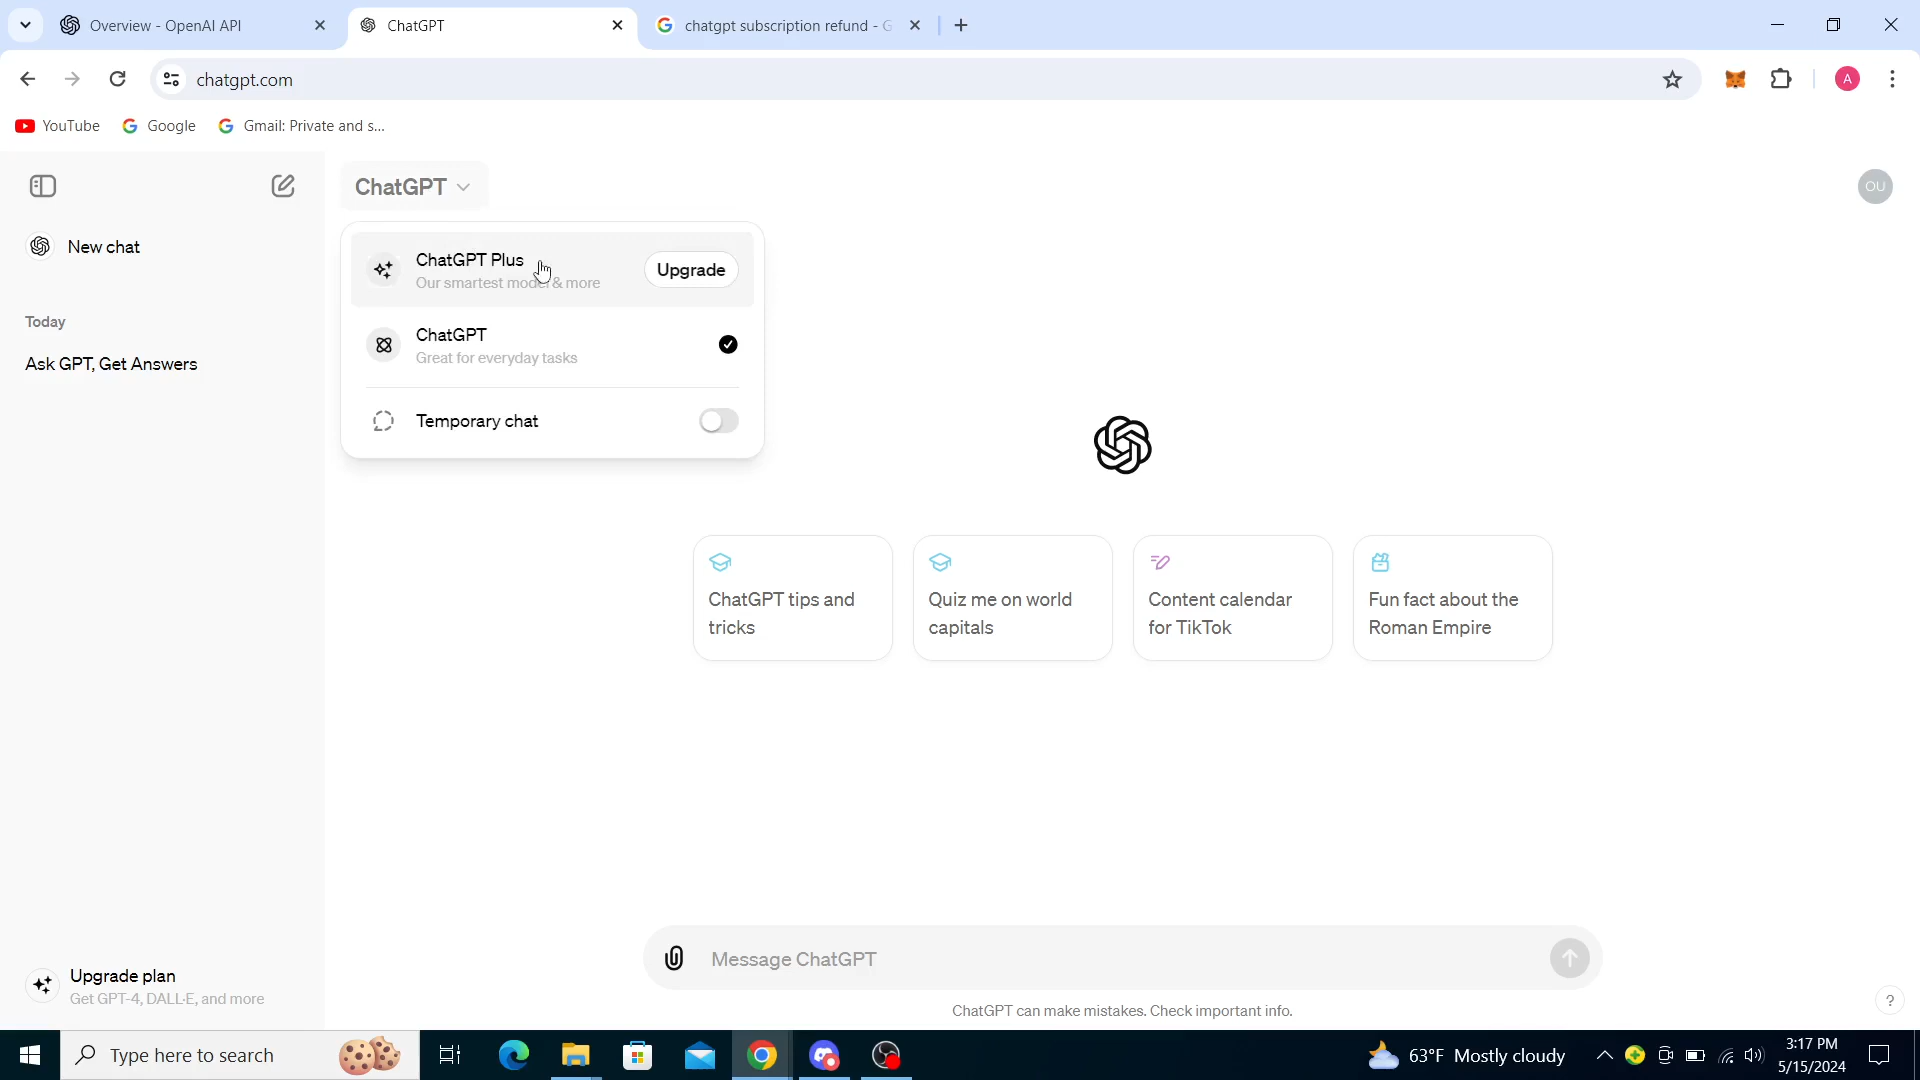 Overview - OpenAI API
ChatGPT
chatgpt subscription refund - G
chatgpt.com
A
YouTube
Google
Gmail: Private and s...
ChatGPT
OU
New chat
ChatGPT Plus
Our smartest model & more
Upgrade
Today
ChatGPT
Great for everyday tasks
Ask GPT, Get Answers
Temporary chat
ChatGPT tips and
tricks
Quiz me on world
capitals
Content calendar
for TikTok
Fun fact about the
Roman Empire
Upgrade plan
Get GPT-4, DALL·E, and more
Message ChatGPT
ChatGPT can make mistakes. Check important info.
?
Type here to search
63°F Mostly cloudy
3:17 PM
5/15/2024